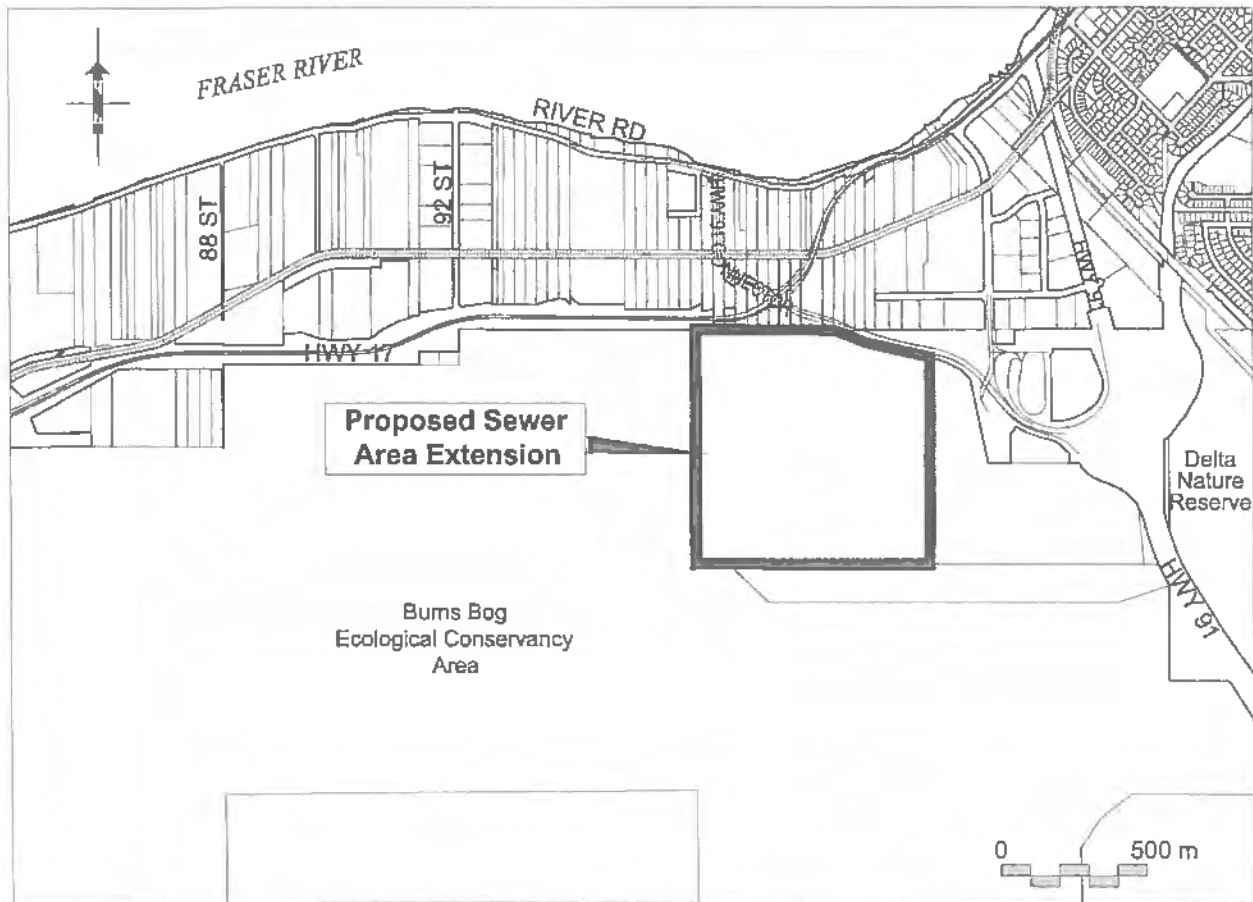 FRASER RIVER
RIVER RD
88 ST
92 ST
HWY 17
Proposed Sewer
Area Extension
Delta
Nature
Reserve
HWY 91
Burns Bog
Ecological Conservancy
Area
0 500 m